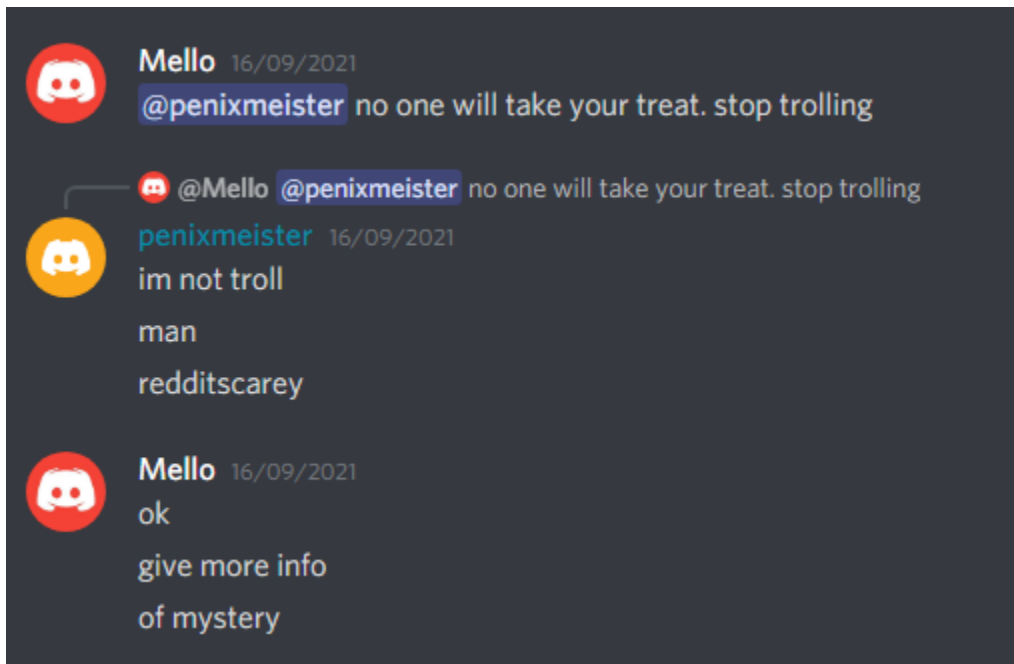 Mello 16/09/2021
@penixmeister no one will take your treat. stop trolling
@Mello @penixmeister no one will take your treat. stop trolling
penixmeister 16/09/2021
im not troll
man
redditscarey
Mello 16/09/2021
ok
give more info
of mystery